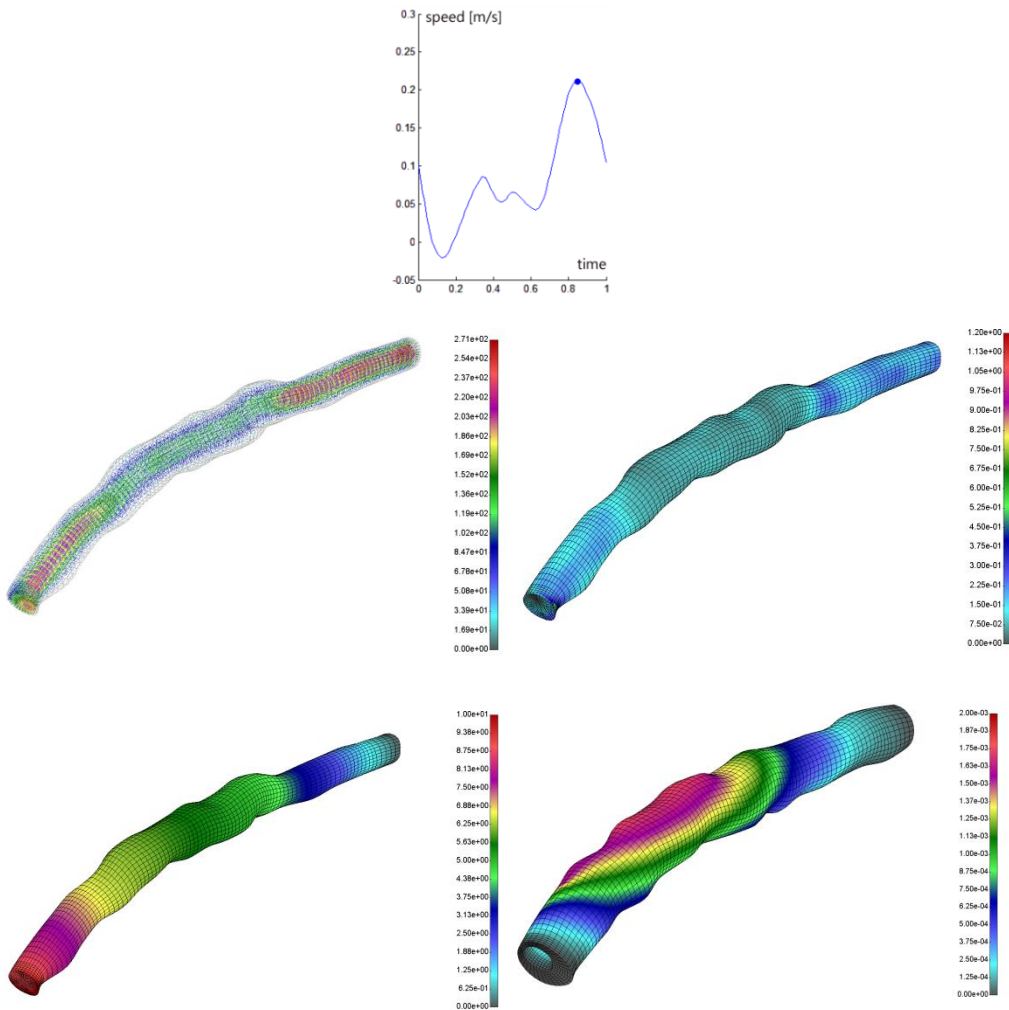 speed [m/s]
0.3
0.25
0.2
0.15
0.1
0.05
0
-0.05
time
0 0.2 0.4 0.6 0.8 1
2.71e+02
2.54e+02
2.37e+02
2.20e+02
2.03e+02
1.86e+02
1.69e+02
1.52e+02
1.36e+02
1.19e+02
1.02e+02
8.47e+01
6.78e+01
5.08e+01
3.39e+01
1.69e+01
0.00e+00
1.20e+00
1.13e+00
1.05e+00
9.75e-01
9.00e-01
8.25e-01
7.50e-01
6.75e-01
6.00e-01
5.25e-01
4.50e-01
3.75e-01
3.00e-01
2.25e-01
1.50e-01
7.50e-02
0.00e+00
1.00e+01
9.38e+00
8.75e+00
8.13e+00
7.50e+00
6.88e+00
6.25e+00
5.63e+00
5.00e+00
4.38e+00
3.75e+00
3.13e+00
2.50e+00
1.88e+00
1.25e+00
6.25e-01
0.00e+00
2.00e-03
1.87e-03
1.75e-03
1.63e-03
1.50e-03
1.37e-03
1.25e-03
1.13e-03
1.00e-03
8.75e-04
7.50e-04
6.25e-04
5.00e-04
3.75e-04
2.50e-04
1.25e-04
0.00e+00